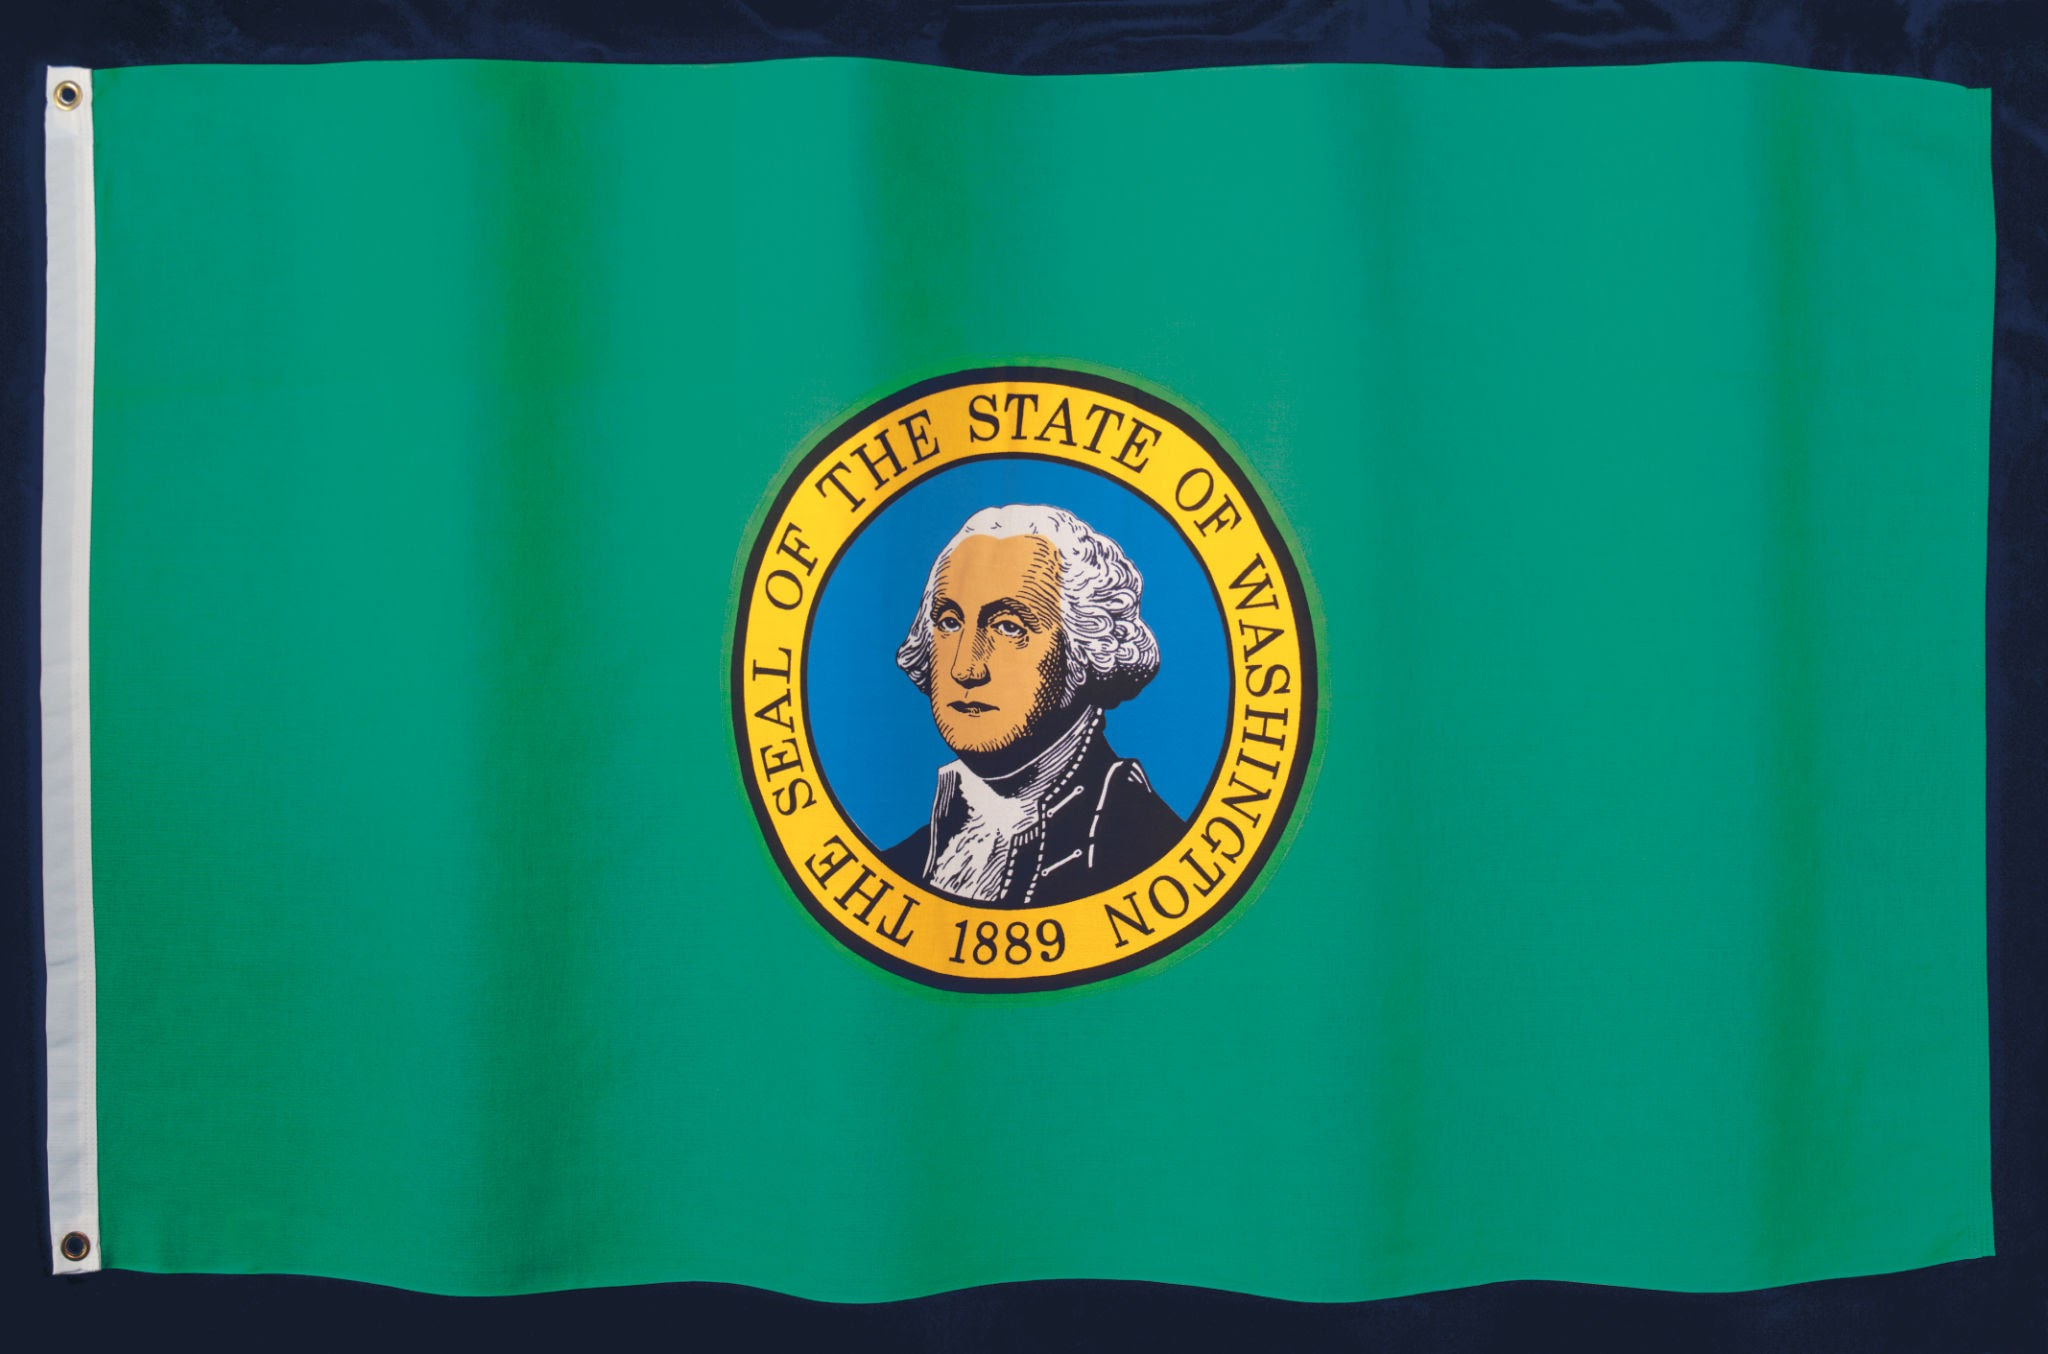 THE SEAL OF THE STATE OF WASHINGTON
1889